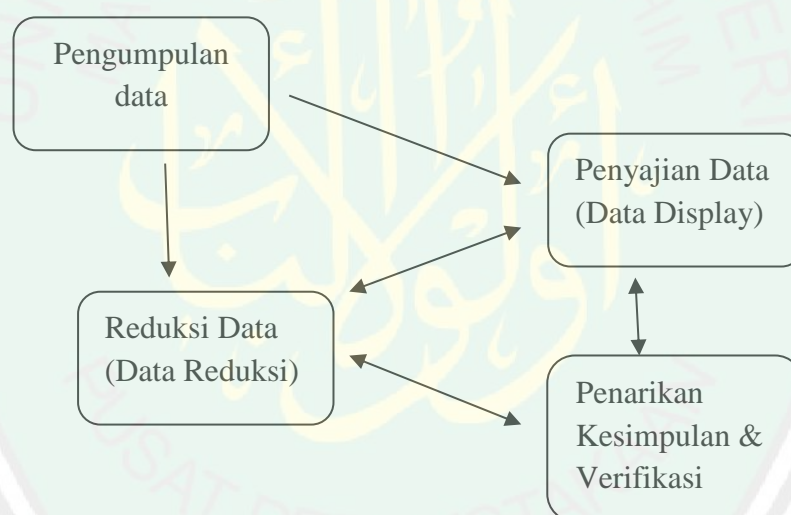 Pengumpulan
data
Penyajian Data
(Data Display)
Reduksi Data
(Data Reduksi)
Penarikan
Kesimpulan &
Verifikasi